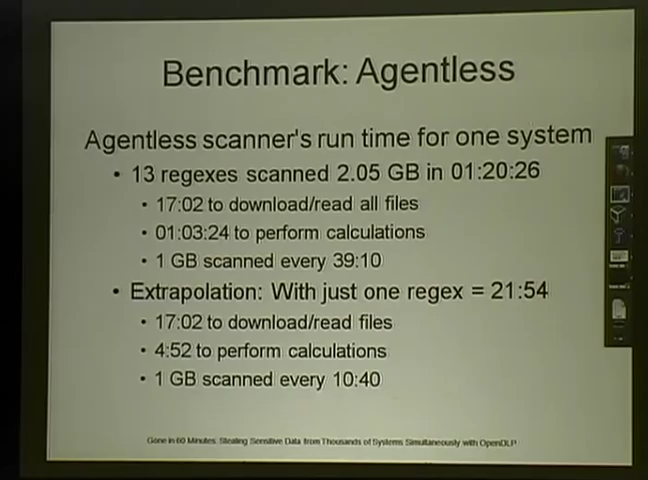 Benchmark: Agentless
Agentless scanner's run time for one system
• 13 regexes scanned 2.05 GB in 01:20:26
• 17:02 to download/read all files
• 01:03:24 to perform calculations
• 1 GB scanned every 39:10
• Extrapolation: With just one regex = 21:54
• 17:02 to download/read files
• 4:52 to perform calculations
• 1 GB scanned every 10:40
Gone in 60 Minutes: Stealing Sensitive Data from Thousands of Systems Simultaneously with OpenDLP